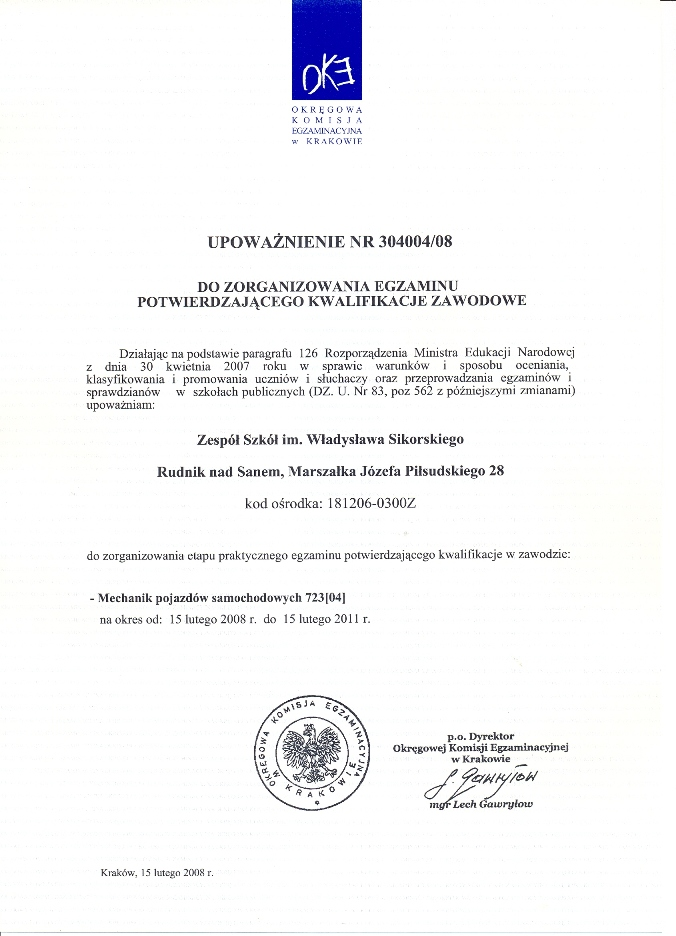 OKE
OKRĘGOWA
KOMISJA
EGZAMINACYJNA
w KRAKOWIE
UPOWAŻNIENIE NR 304004/08
DO ZORGANIZOWANIA EGZAMINU
POTWIERDZAJĄCEGO KWALIFIKACJE ZAWODOWE
Działając na podstawie paragrafu 126 Rozporządzenia Ministra Edukacji Narodowej
z dnia 30 kwietnia 2007 roku w sprawie warunków i sposobu oceniania,
klasyfikowania i promowania uczniów i słuchaczy oraz przeprowadzania egzaminów i
sprawdzianów w szkołach publicznych (DZ. U. Nr 83, poz 562 z późniejszymi zmianami)
upoważniam:
Zespół Szkół im. Władysława Sikorskiego
Rudnik nad Sanem, Marszałka Józefa Piłsudskiego 28
kod ośrodka: 181206-0300Z
do zorganizowania etapu praktycznego egzaminu potwierdzającego kwalifikacje w zawodzie:
- Mechanik pojazdów samochodowych 723[04]
na okres od: 15 lutego 2008 r. do 15 lutego 2011 r.
OKRĘGOWA KOMISJA EGZAMINACYJNA
W KRAKOWIE
p.o. Dyrektor
Okręgowej Komisji Egzaminacyjnej
w Krakowie
L. Gawryłow
mgr Lech Gawryłow
Kraków, 15 lutego 2008 r.